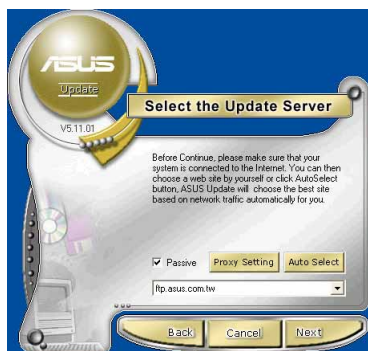 ASUS
Update
V5.11.01
Select the Update Server
Before Continue, please make sure that your
system is connected to the Internet. You can then
choose a web site by yourself or click AutoSelect
button, ASUS Update will choose the best site
based on network traffic automatically for you.
Passive
Proxy Setting
Auto Select
ftp.asus.com.tw
Back
Cancel
Next